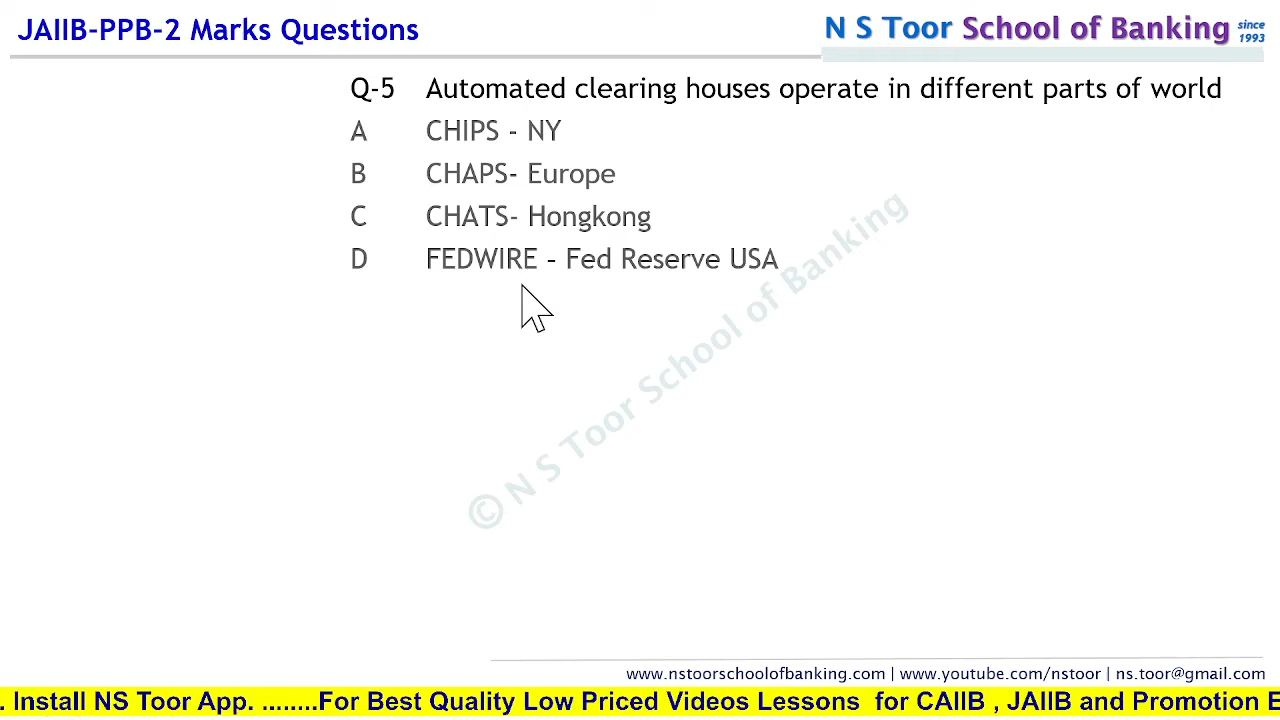 JAIIB-PPB-2 Marks Questions
N S Toor School of Banking since 1993
Q-5 Automated clearing houses operate in different parts of world
A CHIPS - NY
B CHAPS- Europe
C CHATS- Hongkong
D FEDWIRE – Fed Reserve USA
© N S Toor School of Banking
www.nstoorschoolofbanking.com | www.youtube.com/nstoor | ns.toor@gmail.com
. Install NS Toor App. ........For Best Quality Low Priced Videos Lessons for CAIIB , JAIIB and Promotion E